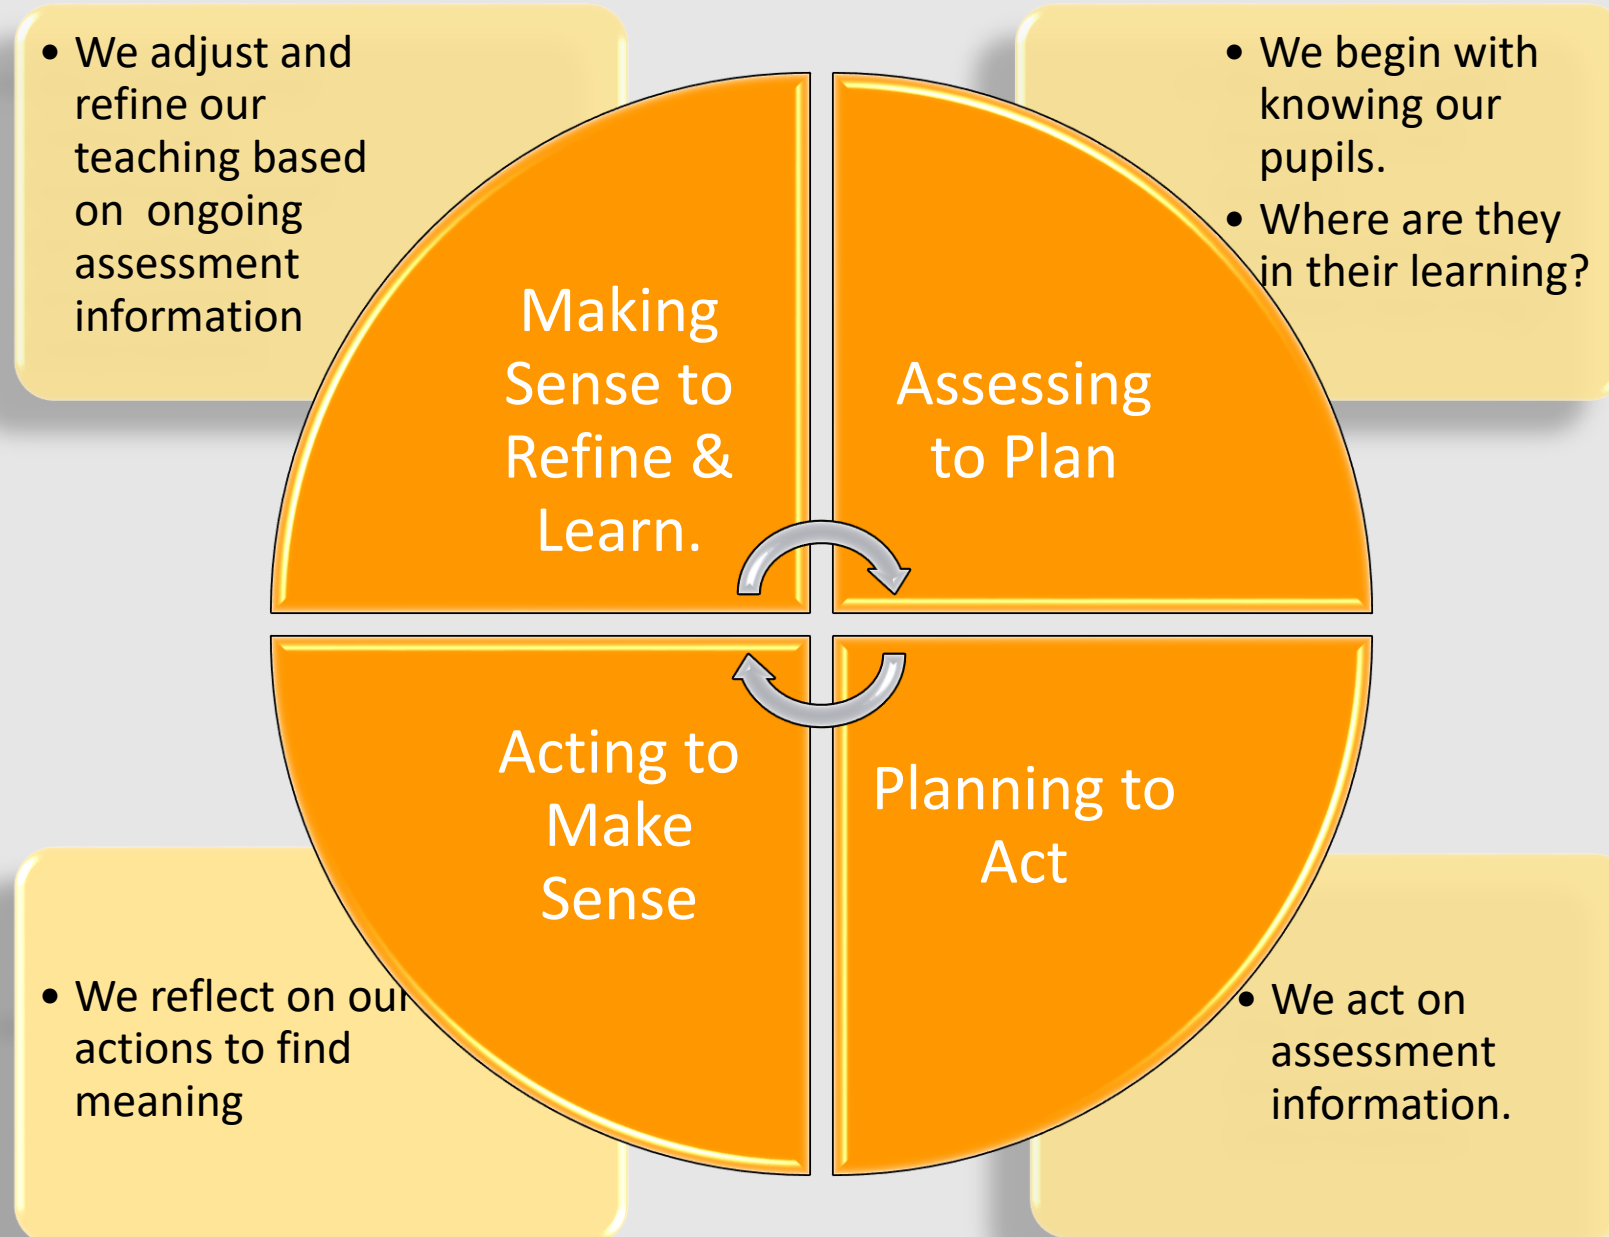 • We adjust and
refine our
teaching based
on  ongoing
assessment
information
• We begin with
knowing our
pupils.
• Where are they
in their learning?
Making
Sense to
Refine &
Learn.
Assessing
to Plan
Acting to
Make
Sense
Planning to
Act
• We reflect on our
actions to find
meaning
• We act on
assessment
information.